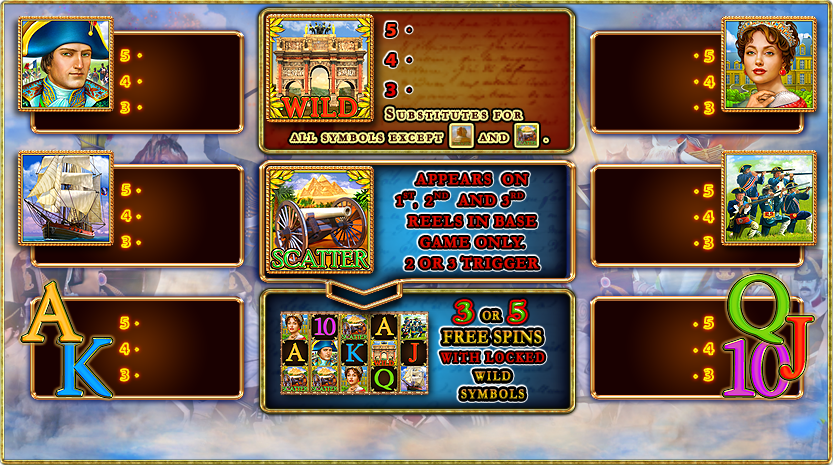 5 •
4 •
3 •
5 •
4 •
3 •
A
K
5 •
4 •
3 •
WILD
5 •
4 •
3 •
SUBSTITUTES FOR
ALL SYMBOLS EXCEPT AND .
SCATTER
APPEARS ON
1ST, 2ND AND 3RD
REELS IN BASE
GAME ONLY.
2 OR 3 TRIGGER
10 A
A K J
Q
3 OR 5
FREE SPINS
WITH LOCKED
WILD
SYMBOLS
• 5
• 4
• 3
• 5
• 4
• 3
• 5
• 4
• 3
Q
J
10